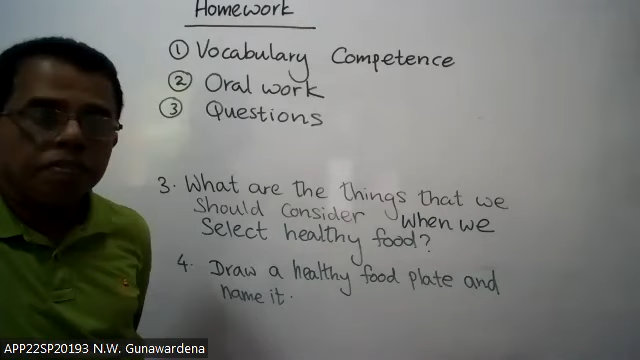 Homework
① Vocabulary Competence
② Oral work
③ Questions
3. What are the things that we
should consider when we
select healthy food?
4. Draw a healthy food plate and
name it.
APP22SP20193 N.W. Gunawardena